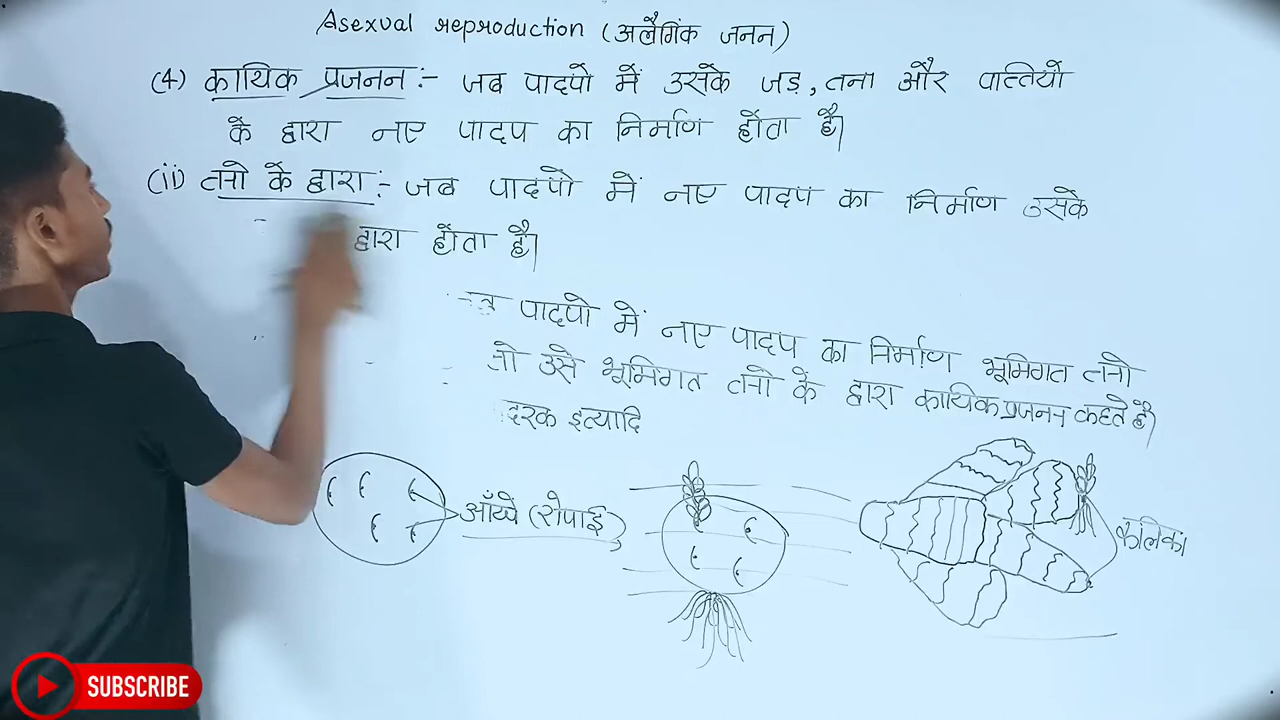 Asexual reproduction (अलैगिंक जनन)
(4) कायिक प्रजनन :- जब पादपो में उसके जड़, तना और पत्तियो
के द्वारा नए पादप का निर्माण होता है।
(ii) तनो के द्वारा :- जब पादपो में नए पादप का निर्माण उसके
द्वारा होता है।
पादपो में नए पादप का निर्माण भूमिगत तनो
उसे भूमिगत तनो के द्वारा कायिक प्रजनन कहते है।
इत्यादि
आँखे (रोपाई)
कलिका
SUBSCRIBE